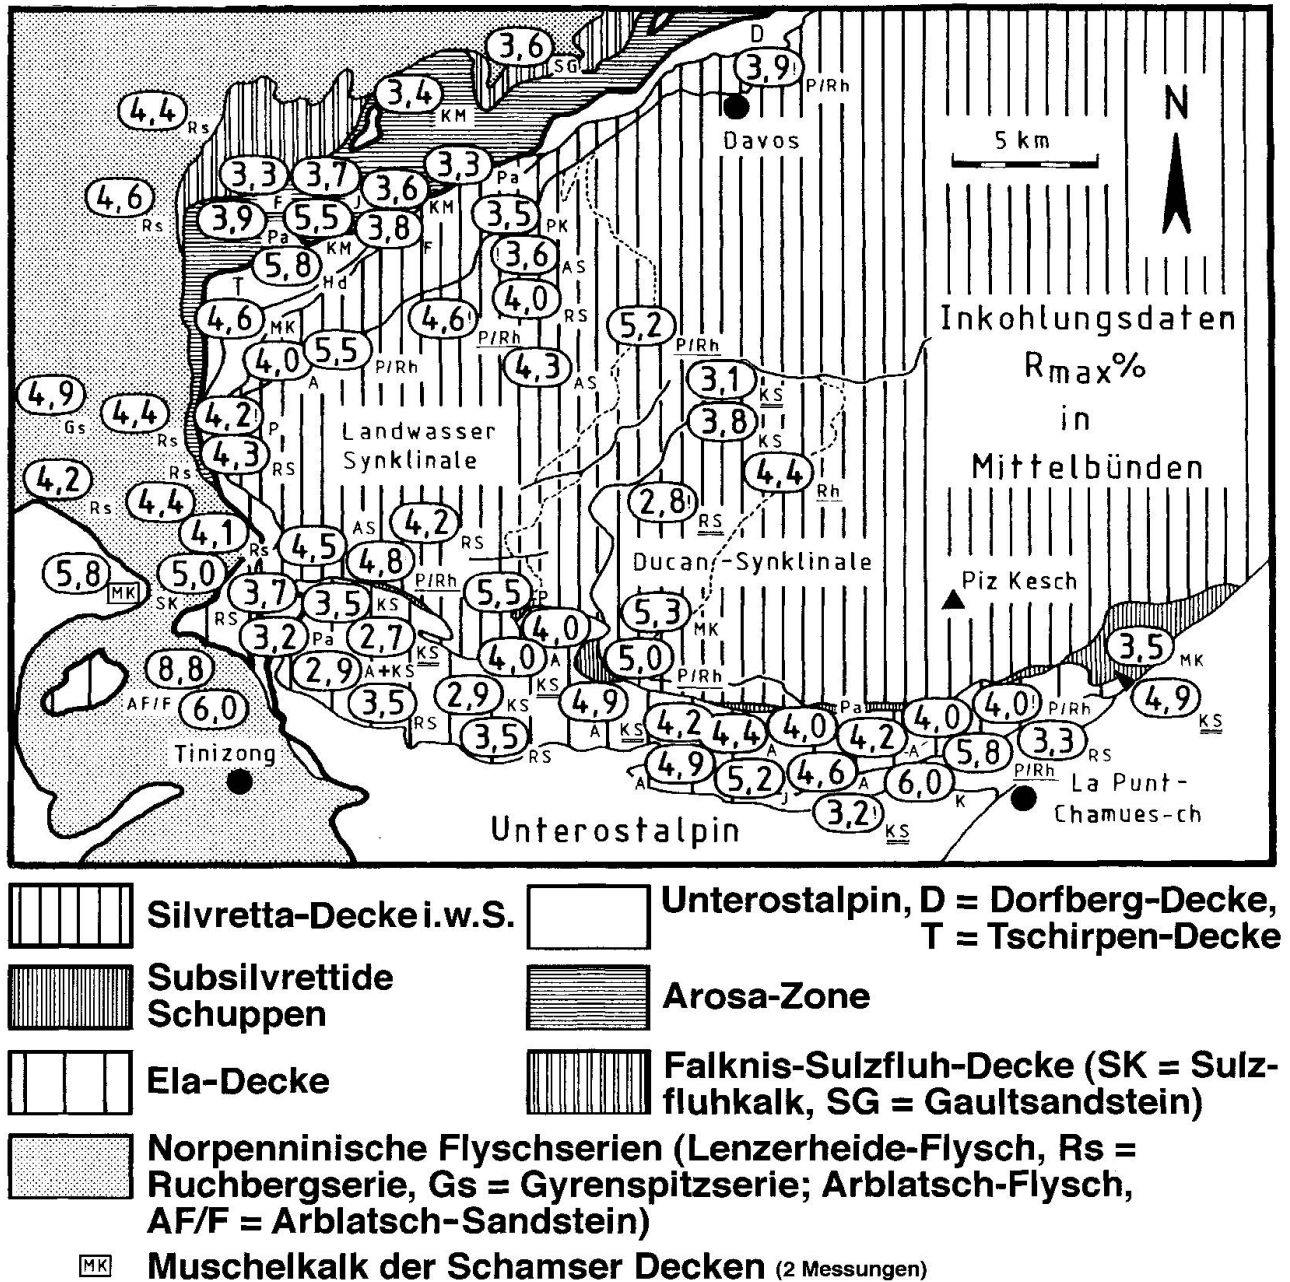 3,6
SG
D
3,9!
P/Rh
4,4
Rs
3,4
KM
Davos
5 km
N
3,3
3,7
3,3
Pa
4,6
Rs
F
J
3,6
KM
3,9
Pa
5,5
KM
3,8
F
3,5
PK
5,8
Hd
!3,6
AS
T
4,6
MK
4,6!
P/Rh
4,0
RS
5,2
P/Rh
Inkohlungsdaten
Rmax%
in
Mittelbünden
4,0
A
5,5
P/Rh
4,3
AS
3,1
KS
4,9
Gs
4,4
Rs
4,2!
P
3,8
KS
Landwasser
Synklinale
4,3
RS
4,4
Rh
4,2
Rs
Rs
4,4
2,8!
RS
4,1
Rs
4,5
AS
4,2
RS
4,8
P/Rh
Ducan-Synklinale
Piz Kesch
5,8
MK
5,0
SK
3,7
RS
3,5
KS
5,5
P
5,3
MK
3,2
Pa
2,7
KS
4,0
A
3,5
MK
8,8
AF/F
2,9
A+KS
4,0
KS
5,0
P/Rh
6,0
3,5
RS
2,9
KS
4,9
A
4,9
KS
4,0!
P/Rh
Tinizong
3,5
RS
KS
4,2
4,4
A
4,0
Pa
4,2
A
4,0
5,8
P/Rh
3,3
RS
4,9
A
5,2
J
4,6
A
6,0
K
La Punt-
Chamues-ch
3,2!
KS
Unterostalpin
Silvretta-Decke i.w.S.
Unterostalpin, D = Dorfberg-Decke,
T = Tschirpen-Decke
Subsilvrettide
Schuppen
Arosa-Zone
Ela-Decke
Falknis-Sulzfluh-Decke (SK = Sulz-
fluhkalk, SG = Gaultsandstein)
Norpenninische Flyschserien (Lenzerheide-Flysch, Rs =
Ruchbergserie, Gs = Gyrenspitzserie; Arblatsch-Flysch,
AF/F = Arblatsch-Sandstein)
MK Muschelkalk der Schamser Decken (2 Messungen)